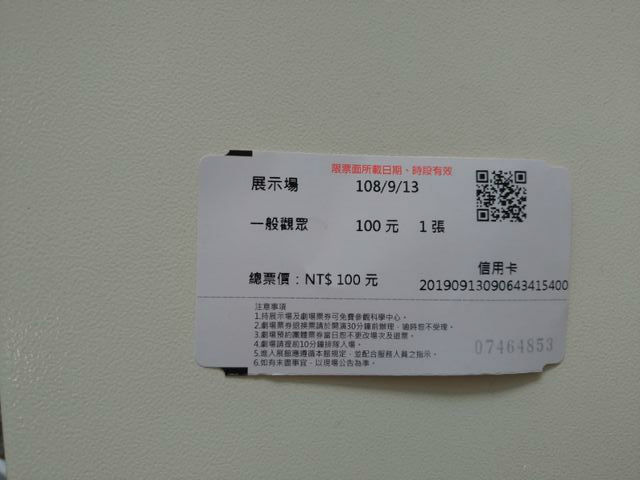 限票面所載日期、時段有效
展示場 108/9/13
一般觀眾 100 元 1 張
信用卡
總票價：NT$ 100 元 20190913090643415400
注意事項
1.持展示場及劇場票券可免費參觀科學中心。
2.劇場票券退換票請於開演30分鐘前辦理，逾時恕不受理。
3.劇場預約團體票券當日恕不更改場次及退票。
4.劇場請提前10分鐘排隊入場。
5.進入展館應遵循本館規定，並配合服務人員之指示。
6.如有未盡事宜，以現場公告為準。
07464853